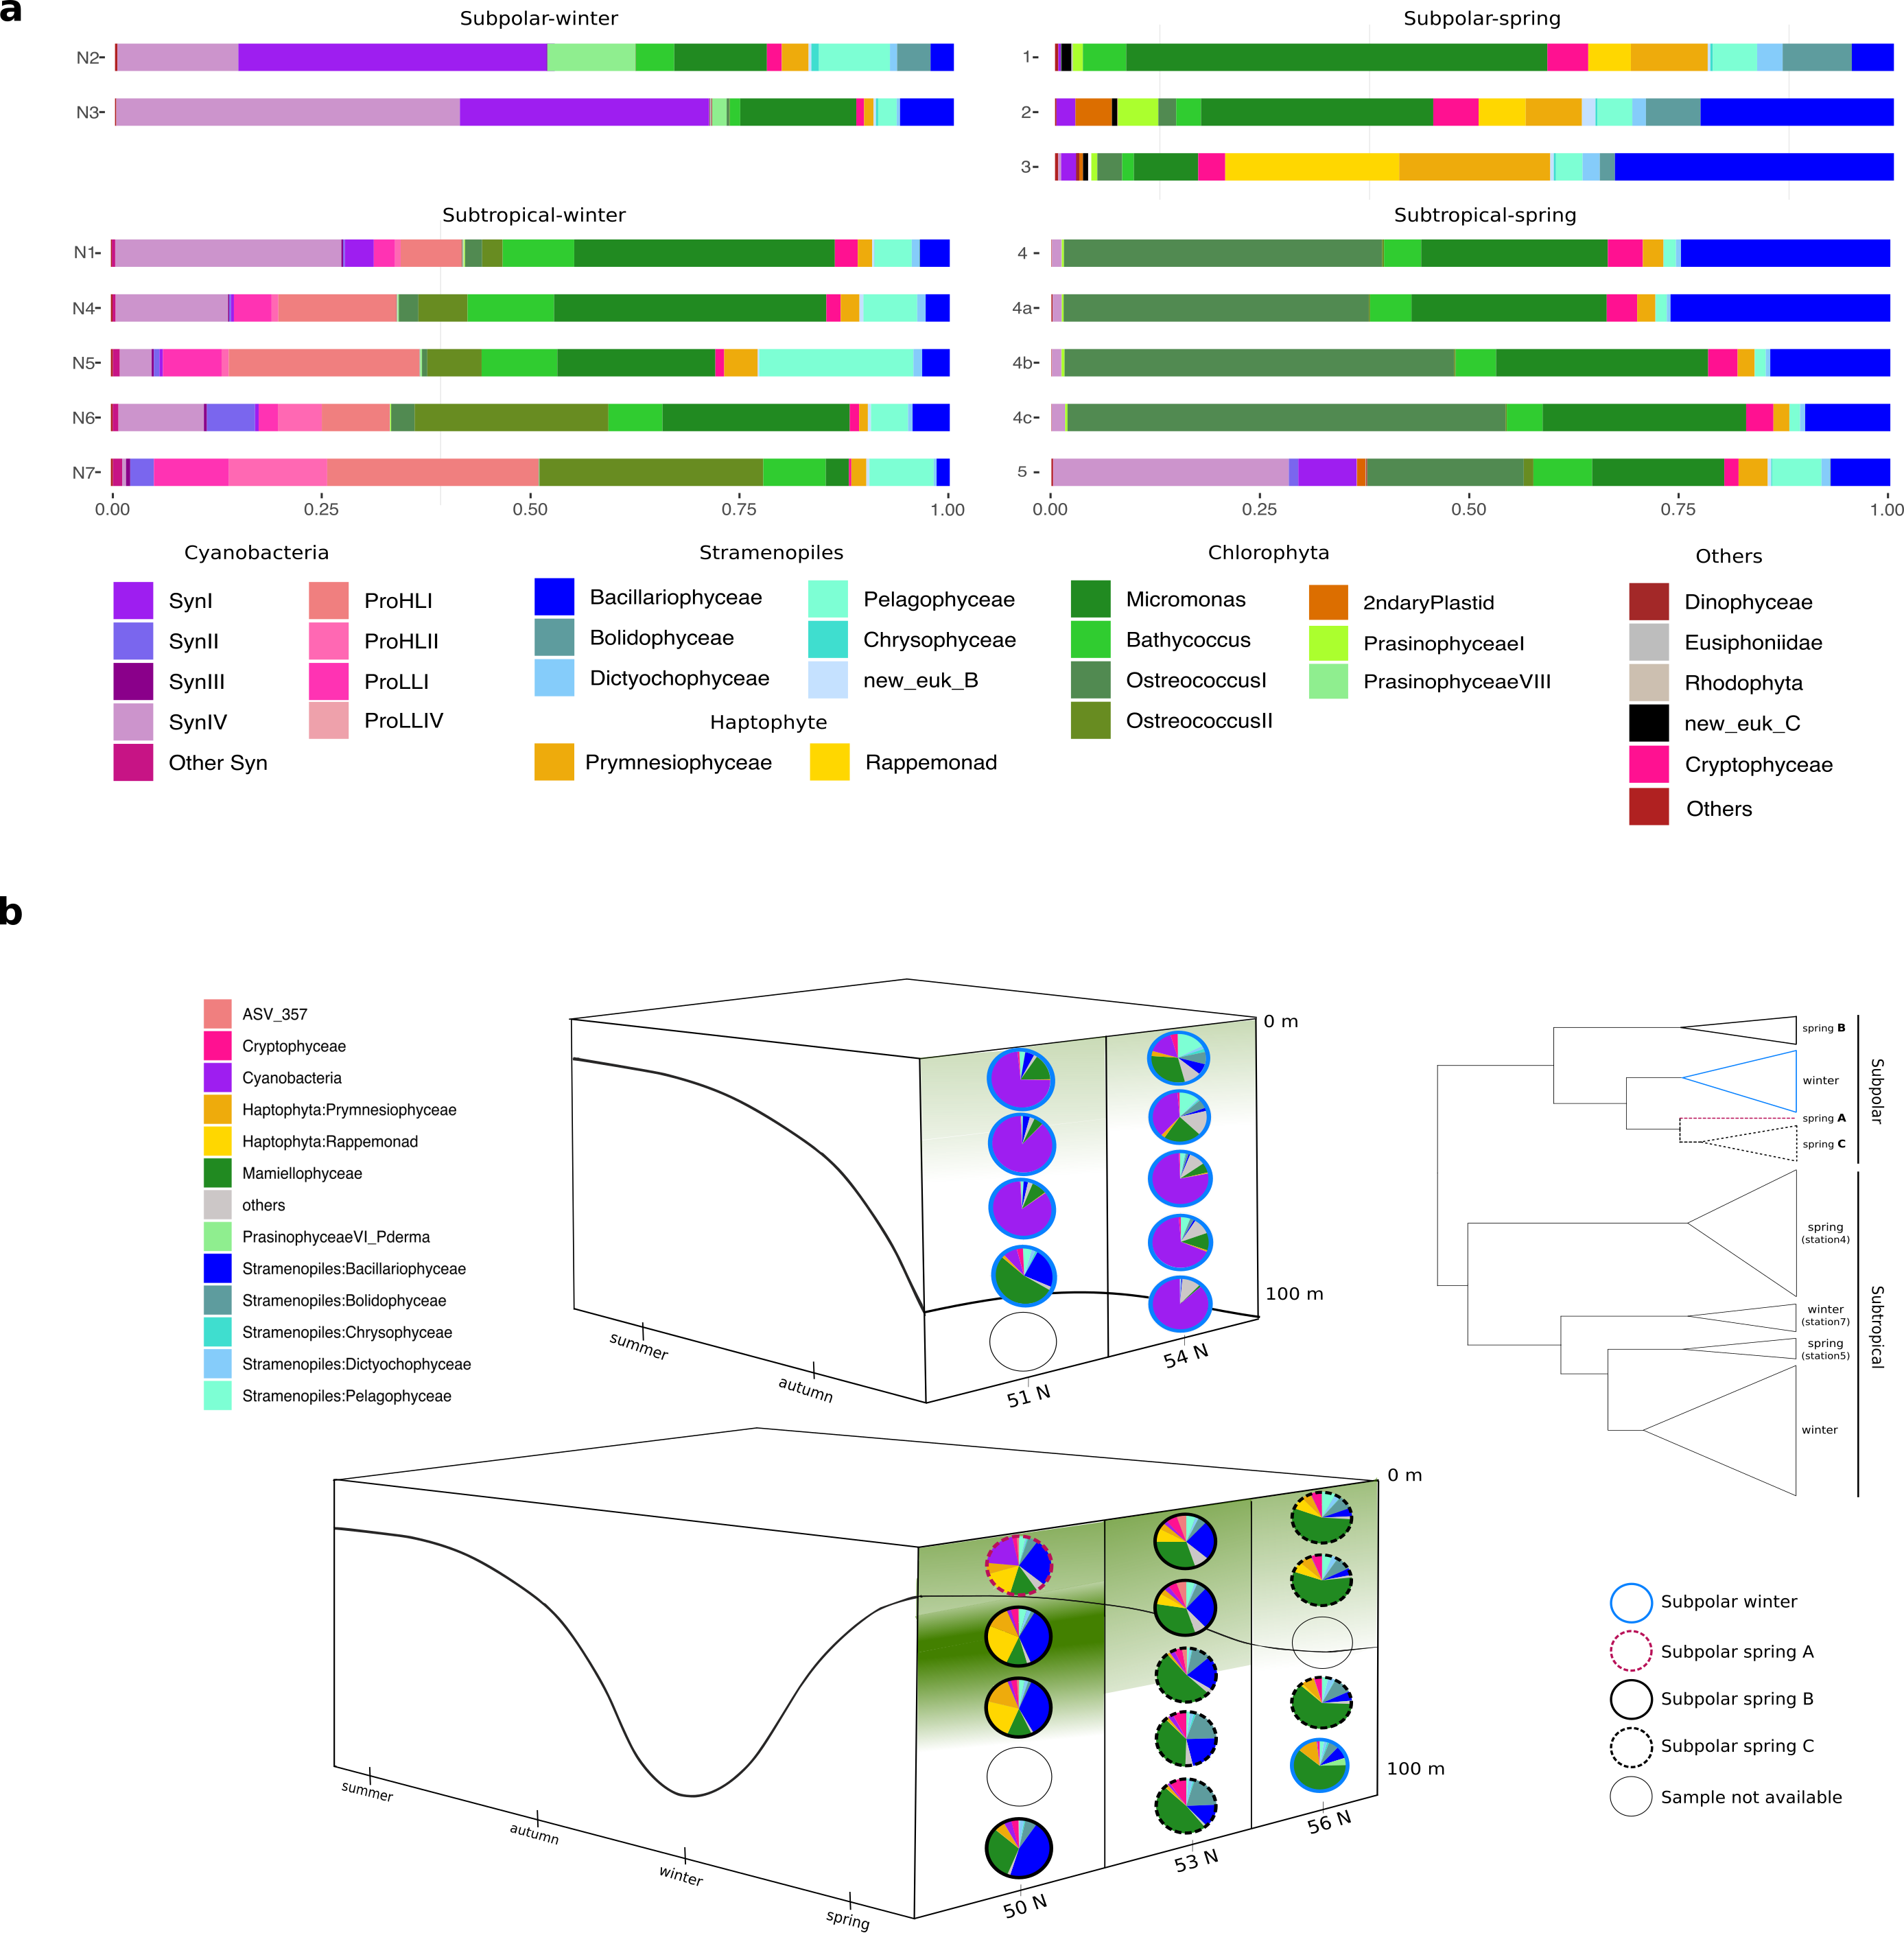 a
Subpolar-winter
Subpolar-spring
N2-
N3-
1-
2-
3-
Subtropical-winter
Subtropical-spring
N1-
N4-
N5-
N6-
N7-
4 -
4a-
4b-
4c-
5 -
0.00 0.25 0.50 0.75 1.00
0.00 0.25 0.50 0.75 1.00
Cyanobacteria
SynI
SynII
SynIII
SynIV
Other Syn
ProHLI
ProHLII
ProLLI
ProLLIV
Stramenopiles
Bacillariophyceae
Bolidophyceae
Dictyochophyceae
Pelagophyceae
Chrysophyceae
new_euk_B
Haptophyte
Prymnesiophyceae
Rappemonad
Chlorophyta
Micromonas
Bathycoccus
OstreococcusI
OstreococcusII
2ndaryPlastid
PrasinophyceaeI
PrasinophyceaeVIII
Others
Dinophyceae
Eusiphoniidae
Rhodophyta
new_euk_C
Cryptophyceae
Others
b
ASV_357
Cryptophyceae
Cyanobacteria
Haptophyta:Prymnesiophyceae
Haptophyta:Rappemonad
Mamiellophyceae
others
PrasinophyceaeVI_Pderma
Stramenopiles:Bacillariophyceae
Stramenopiles:Bolidophyceae
Stramenopiles:Chrysophyceae
Stramenopiles:Dictyochophyceae
Stramenopiles:Pelagophyceae
0 m
100 m
summer
autumn
51 N
54 N
spring B
winter
spring A
spring C
Subpolar
spring
(station4)
winter
(station7)
spring
(station5)
winter
Subtropical
0 m
100 m
summer
autumn
winter
spring
50 N
53 N
56 N
Subpolar winter
Subpolar spring A
Subpolar spring B
Subpolar spring C
Sample not available